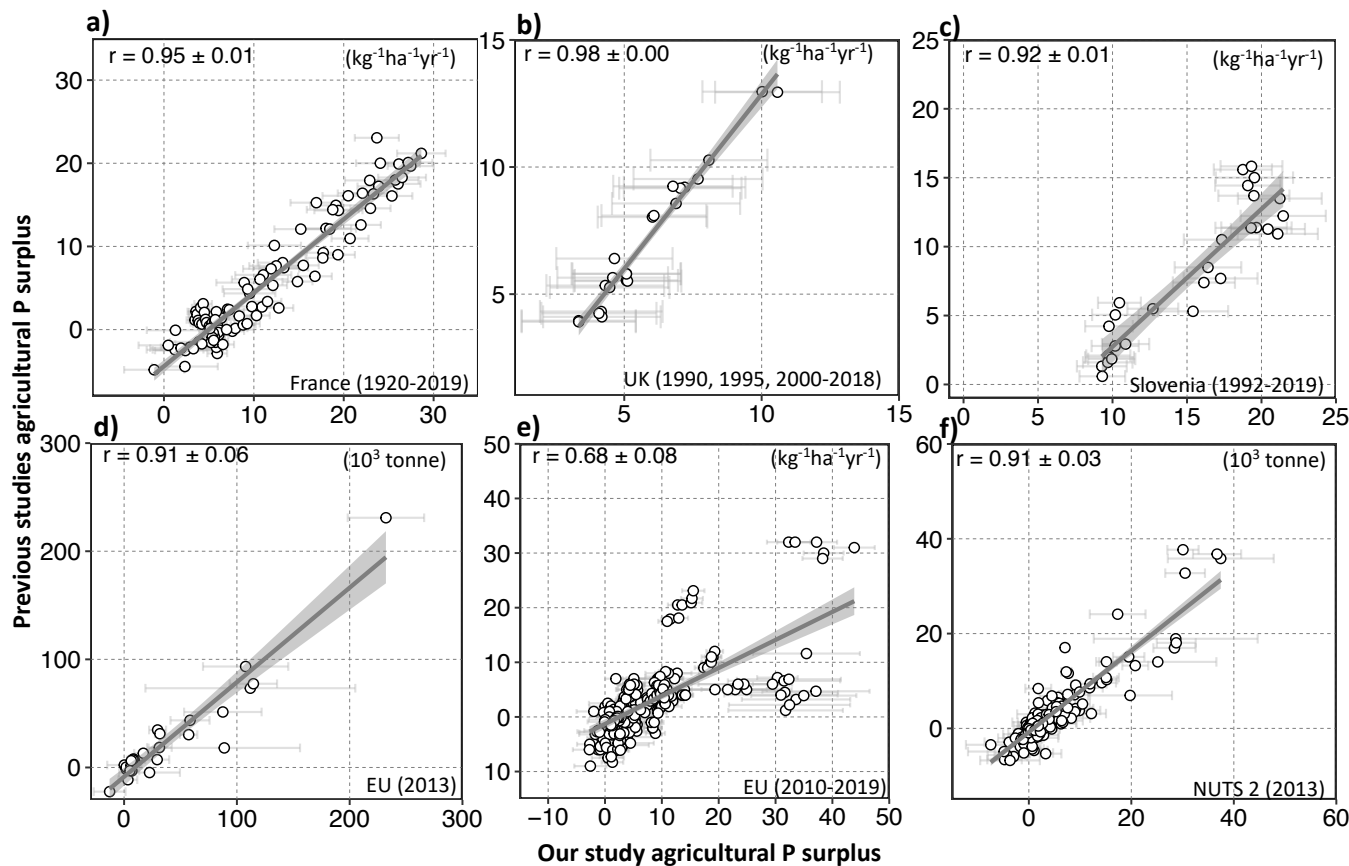 a)
r = 0.95 ± 0.01
(kg⁻¹ha⁻¹yr⁻¹)
30
20
10
0
France (1920-2019)
0
10
20
30
b)
r = 0.98 ± 0.00
(kg⁻¹ha⁻¹yr⁻¹)
15
10
5
UK (1990, 1995, 2000-2018)
5
10
15
c)
r = 0.92 ± 0.01
(kg⁻¹ha⁻¹yr⁻¹)
25
20
15
10
5
0
Slovenia (1992-2019)
0
5
10
15
20
25
Previous studies agricultural P surplus
d)
r = 0.91 ± 0.06
(10³ tonne)
300
200
100
0
EU (2013)
0
100
200
300
e)
r = 0.68 ± 0.08
(kg⁻¹ha⁻¹yr⁻¹)
50
40
30
20
10
0
10
EU (2010-2019)
−10
0
10
20
30
40
50
f)
r = 0.91 ± 0.03
(10³ tonne)
60
40
20
0
NUTS 2 (2013)
0
20
40
60
Our study agricultural P surplus